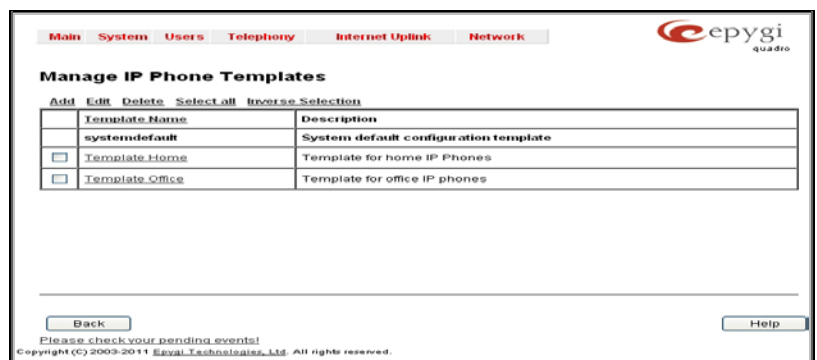 Main System Users Telephony Internet Uplink Network
epygi
quadro
Manage IP Phone Templates
Add Edit Delete Select all Inverse Selection
Template Name Description
systemdefault System default configuration template
Template Home Template for home IP Phones
Template Office Template for office IP phones
Back Help
Please check your pending events!
Copyright (C) 2003-2011 Epygi Technologies, Ltd. All rights reserved.